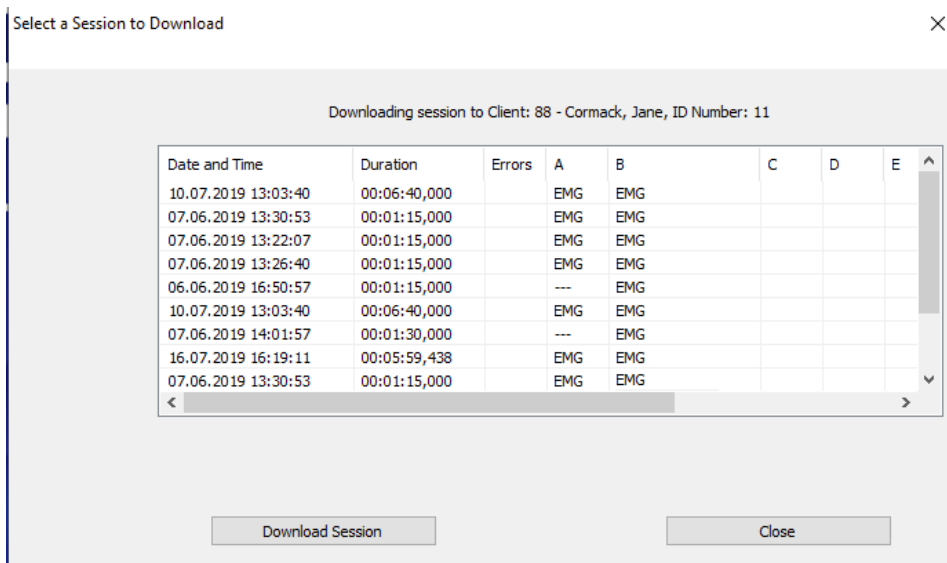 Select a Session to Download
Downloading session to Client: 88 - Cormack, Jane, ID Number: 11
Date and Time Duration Errors A B C D E
10.07.2019 13:03:40 00:06:40,000 EMG EMG
07.06.2019 13:30:53 00:01:15,000 EMG EMG
07.06.2019 13:22:07 00:01:15,000 EMG EMG
07.06.2019 13:26:40 00:01:15,000 EMG EMG
06.06.2019 16:50:57 00:01:15,000 --- EMG
10.07.2019 13:03:40 00:06:40,000 EMG EMG
07.06.2019 14:01:57 00:01:30,000 --- EMG
16.07.2019 16:19:11 00:05:59,438 EMG EMG
07.06.2019 13:30:53 00:01:15,000 EMG EMG
Download Session Close